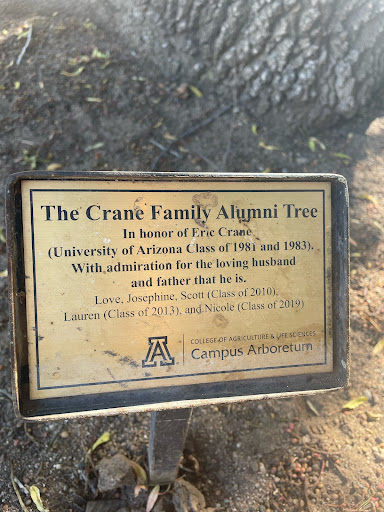 The Crane Family Alumni Tree
In honor of Eric Crane
(University of Arizona Class of 1981 and 1983).
With admiration for the loving husband
and father that he is.
Love, Josephine, Scott (Class of 2010),
Lauren (Class of 2013), and Nicole (Class of 2019)
A
COLLEGE OF AGRICULTURE & LIFE SCIENCES
Campus Arboretum